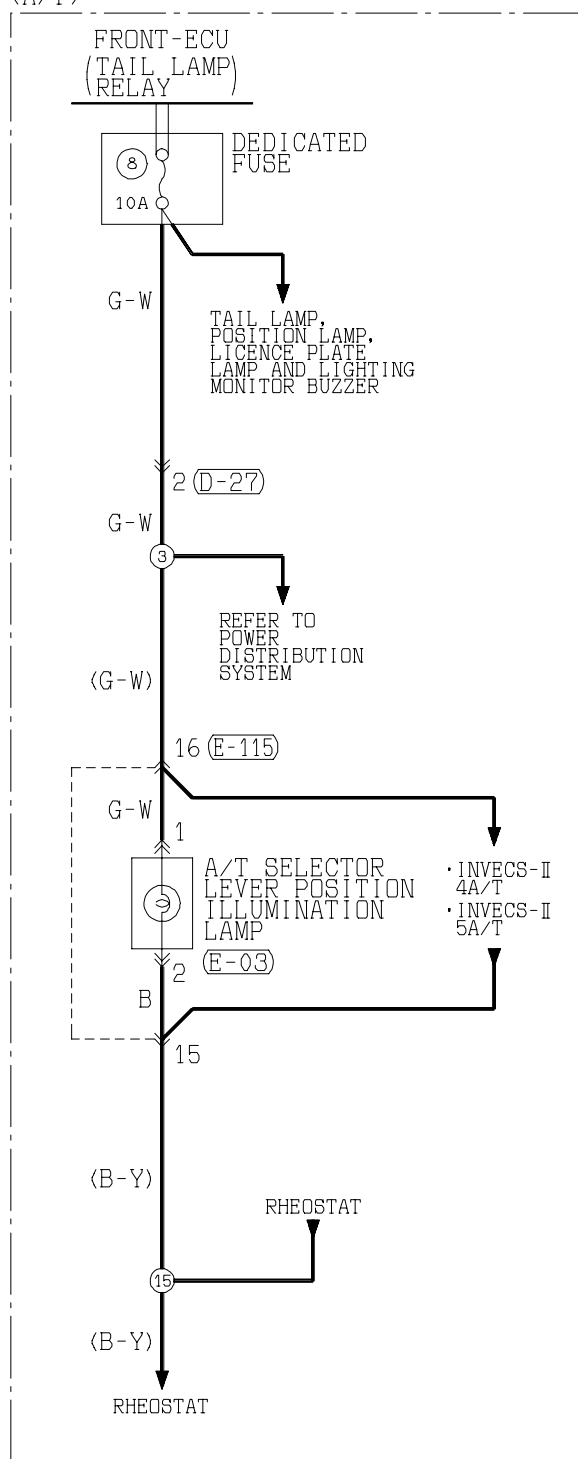 (A/T)
FRONT-ECU
(TAIL LAMP
RELAY)
DEDICATED
FUSE
8
10A
G-W
TAIL LAMP,
POSITION LAMP,
LICENCE PLATE
LAMP AND LIGHTING
MONITOR BUZZER
2 (D-27)
G-W
3
REFER TO
POWER
DISTRIBUTION
SYSTEM
(G-W)
16 (E-115)
G-W
1
A/T SELECTOR
LEVER POSITION
ILLUMINATION
LAMP
(E-03)
·INVECS-Ⅱ
4A/T
·INVECS-Ⅱ
5A/T
2
B
15
(B-Y)
RHEOSTAT
15
(B-Y)
RHEOSTAT